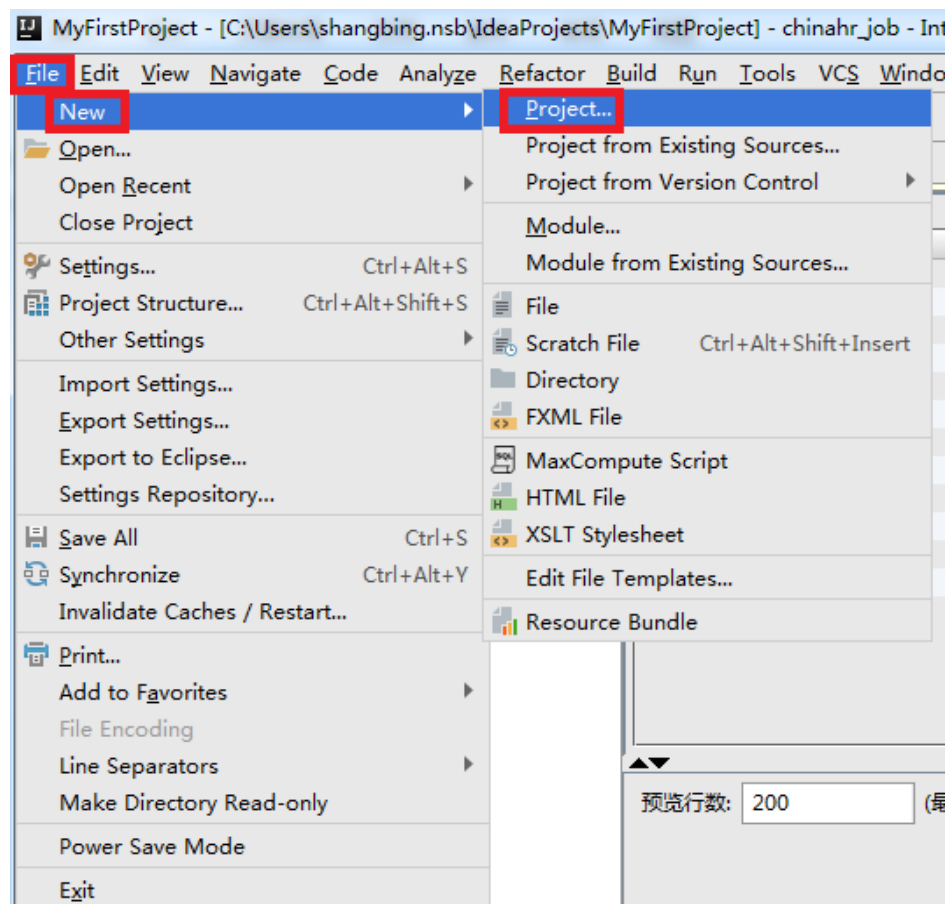 MyFirstProject - [C:\Users\shangbing.nsb\IdeaProjects\MyFirstProject] - chinahr_job - Int
File Edit View Navigate Code Analyze Refactor Build Run Tools VCS Windo
New
Open...
Open Recent
Close Project
Settings... Ctrl+Alt+S
Project Structure... Ctrl+Alt+Shift+S
Other Settings
Import Settings...
Export Settings...
Export to Eclipse...
Settings Repository...
Save All Ctrl+S
Synchronize Ctrl+Alt+Y
Invalidate Caches / Restart...
Print...
Add to Favorites
File Encoding
Line Separators
Make Directory Read-only
Power Save Mode
Exit
Project...
Project from Existing Sources...
Project from Version Control
Module...
Module from Existing Sources...
File
Scratch File Ctrl+Alt+Shift+Insert
Directory
FXML File
MaxCompute Script
HTML File
XSLT Stylesheet
Edit File Templates...
Resource Bundle
预览行数: 200 (最